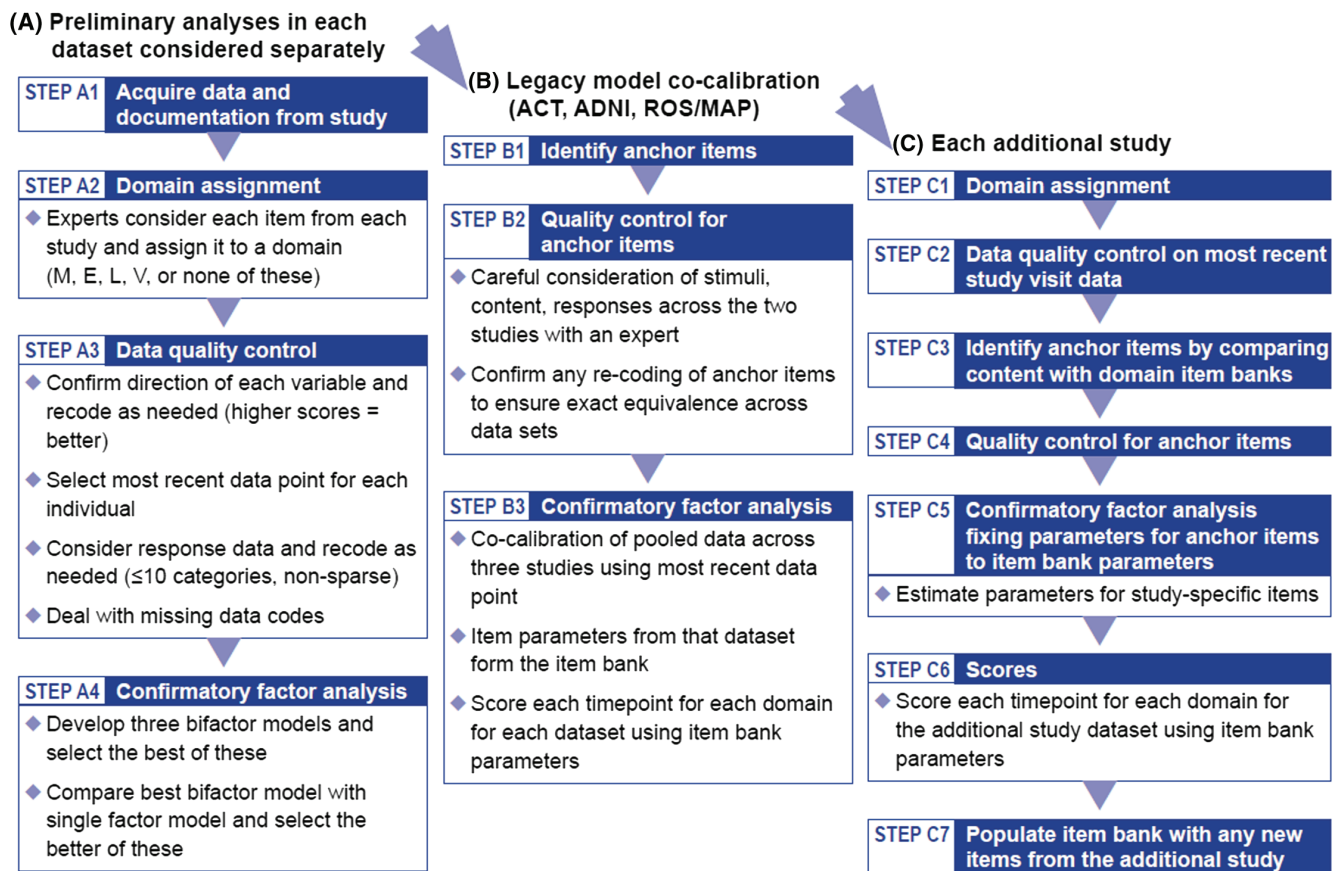 (A) Preliminary analyses in each
dataset considered separately
STEP A1 Acquire data and
documentation from study
STEP A2 Domain assignment
◆ Experts consider each item from each
study and assign it to a domain
(M, E, L, V, or none of these)
STEP A3 Data quality control
◆ Confirm direction of each variable and
recode as needed (higher scores =
better)
◆ Select most recent data point for each
individual
◆ Consider response data and recode as
needed (≤10 categories, non-sparse)
◆ Deal with missing data codes
STEP A4 Confirmatory factor analysis
◆ Develop three bifactor models and
select the best of these
◆ Compare best bifactor model with
single factor model and select the
better of these
(B) Legacy model co-calibration
(ACT, ADNI, ROS/MAP)
STEP B1 Identify anchor items
STEP B2 Quality control for
anchor items
◆ Careful consideration of stimuli,
content, responses across the two
studies with an expert
◆ Confirm any re-coding of anchor items
to ensure exact equivalence across
data sets
STEP B3 Confirmatory factor analysis
◆ Co-calibration of pooled data across
three studies using most recent data
point
◆ Item parameters from that dataset
form the item bank
◆ Score each timepoint for each domain
for each dataset using item bank
parameters
(C) Each additional study
STEP C1 Domain assignment
STEP C2 Data quality control on most recent
study visit data
STEP C3 Identify anchor items by comparing
content with domain item banks
STEP C4 Quality control for anchor items
STEP C5 Confirmatory factor analysis
fixing parameters for anchor items
to item bank parameters
◆ Estimate parameters for study-specific items
STEP C6 Scores
◆ Score each timepoint for each domain for
the additional study dataset using item bank
parameters
STEP C7 Populate item bank with any new
items from the additional study